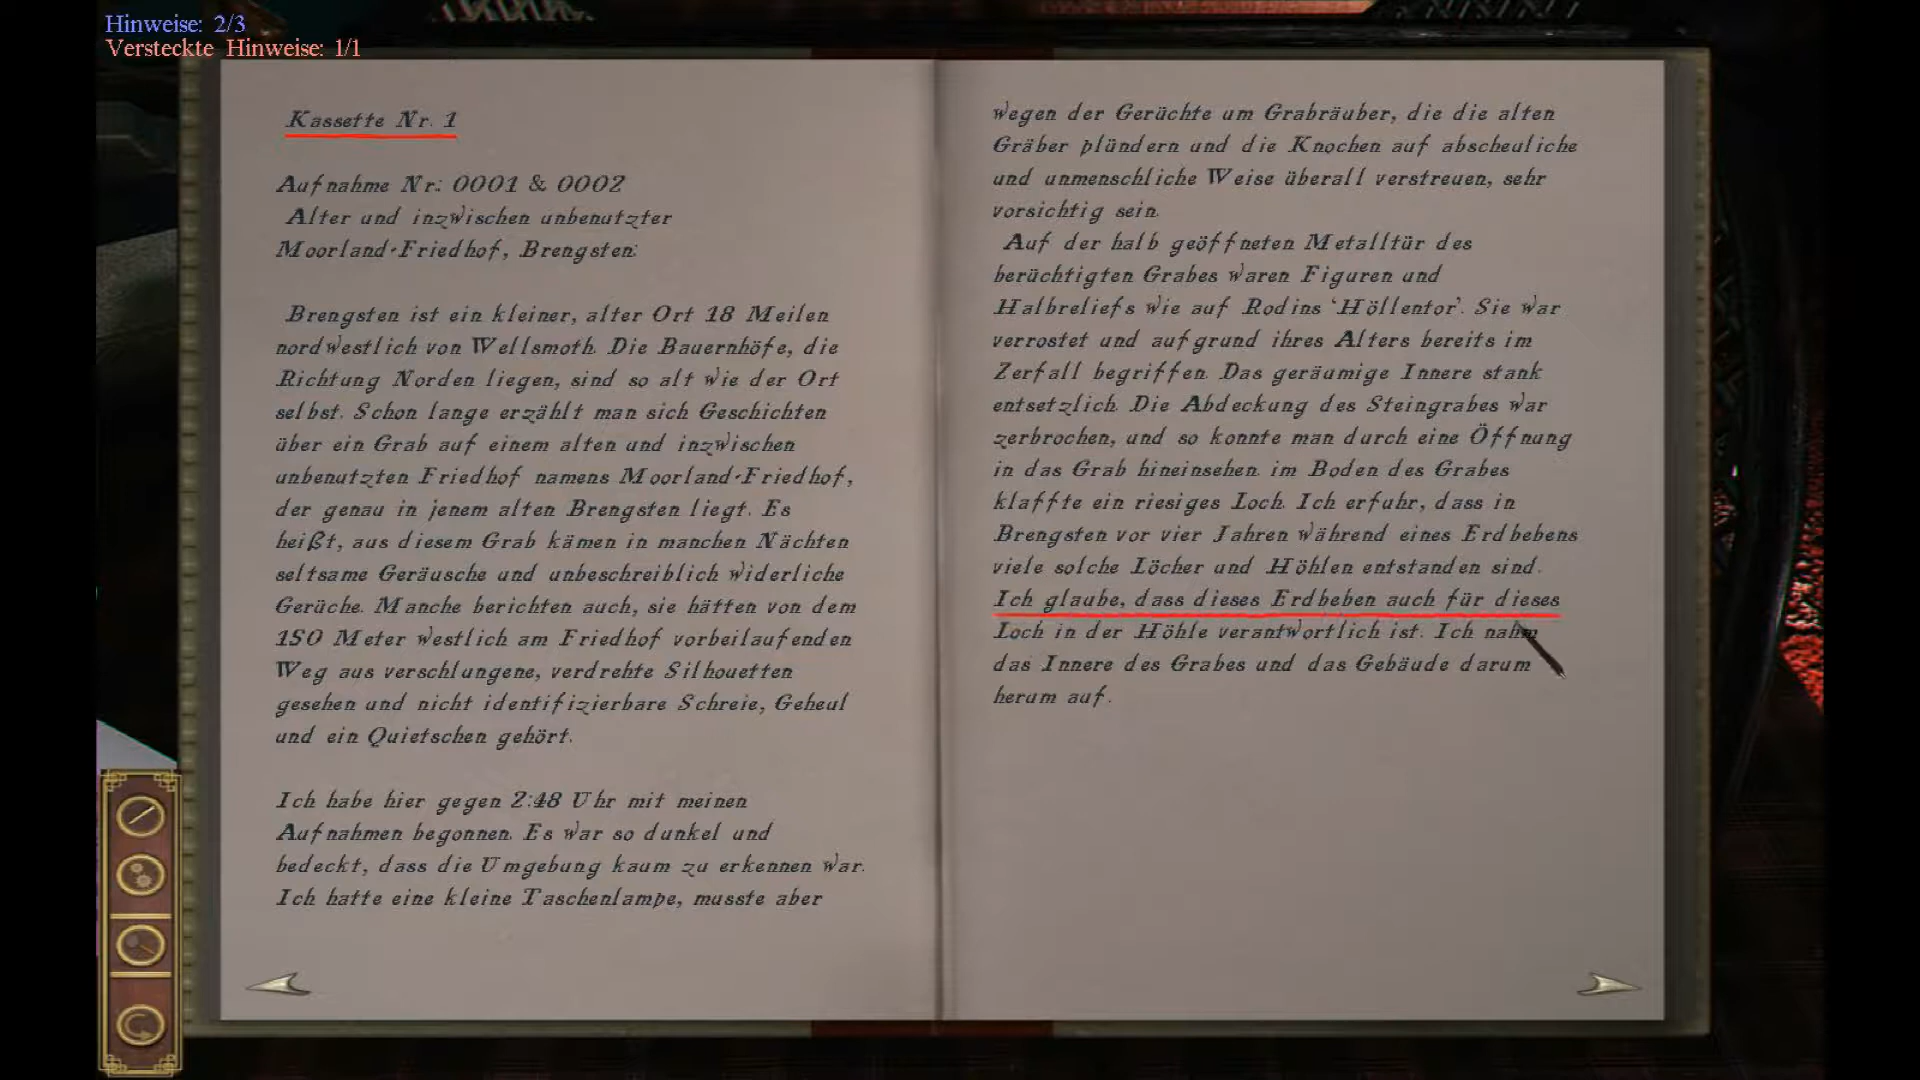 Hinweise: 2/3
Versteckte Hinweise: 1/1
Kassette Nr. 1
Aufnahme Nr.: 0001 & 0002
Alter und inzwischen unbenutzter
Moorland-Friedhof, Brengsten:
Brengsten ist ein kleiner, alter Ort 18 Meilen
nordwestlich von Wellsmoth. Die Bauernhöfe, die
Richtung Norden liegen, sind so alt wie der Ort
selbst. Schon lange erzählt man sich Geschichten
über ein Grab auf einem alten und inzwischen
unbenutzten Friedhof namens Moorland-Friedhof,
der genau in jenem alten Brengsten liegt. Es
heißt, aus diesem Grab kämen in manchen Nächten
seltsame Geräusche und unbeschreiblich widerliche
Gerüche. Manche berichten auch, sie hätten von dem
150 Meter westlich am Friedhof vorbeilaufenden
Weg aus verschlungene, verdrehte Silhouetten
gesehen und nicht identifizierbare Schreie, Geheul
und ein Quietschen gehört.
Ich habe hier gegen 2:48 Uhr mit meinen
Aufnahmen begonnen. Es war so dunkel und
bedeckt, dass die Umgebung kaum zu erkennen war.
Ich hatte eine kleine Taschenlampe, musste aber
wegen der Gerüchte um Grabräuber, die die alten
Gräber plündern und die Knochen auf abscheuliche
und unmenschliche Weise überall verstreuen, sehr
vorsichtig sein.
Auf der halb geöffneten Metalltür des
berüchtigten Grabes waren Figuren und
Halbreliefs wie auf Rodins 'Höllentor'. Sie war
verrostet und aufgrund ihres Alters bereits im
Zerfall begriffen. Das geräumige Innere stank
entsetzlich. Die Abdeckung des Steingrabes war
zerbrochen, und so konnte man durch eine Öffnung
in das Grab hineinsehen. im Boden des Grabes
klaffte ein riesiges Loch. Ich erfuhr, dass in
Brengsten vor vier Jahren während eines Erdbebens
viele solche Löcher und Höhlen entstanden sind.
Ich glaube, dass dieses Erdbeben auch für dieses
Loch in der Höhle verantwortlich ist. Ich nahm
das Innere des Grabes und das Gebäude darum
herum auf.